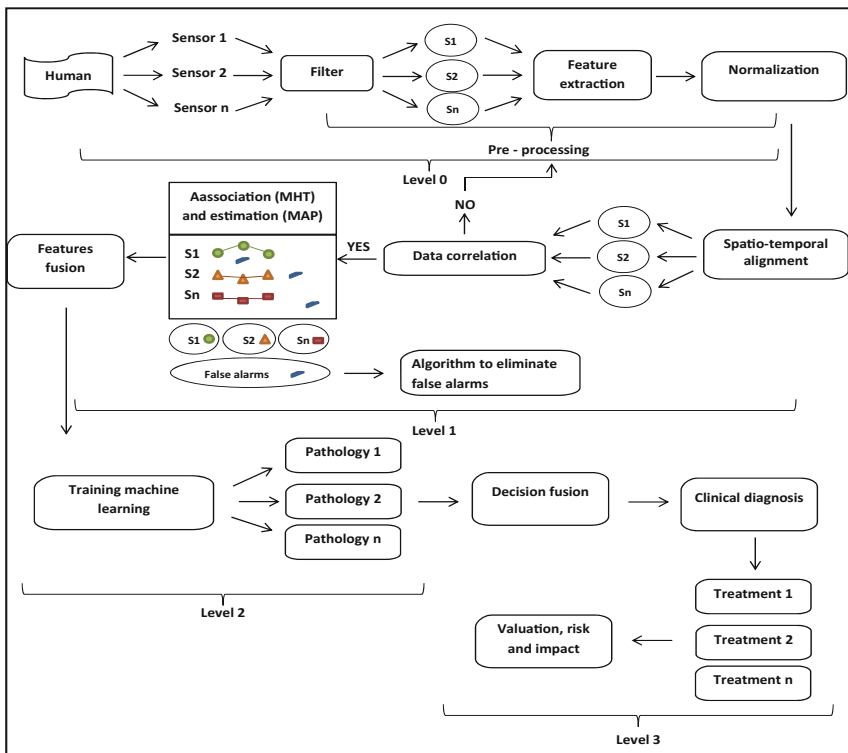 Human
Sensor 1
Sensor 2
Sensor n
Filter
S1
S2
Sn
Feature
extraction
Normalization
Pre - processing
Level 0
Aassociation (MHT)
and estimation (MAP)
S1
S2
Sn
S1
S2
Sn
False alarms
Features
fusion
YES
NO
Data correlation
S1
S2
Sn
Spatio-temporal
alignment
Algorithm to eliminate
false alarms
Level 1
Training machine
learning
Pathology 1
Pathology 2
Pathology n
Decision fusion
Clinical diagnosis
Level 2
Treatment 1
Treatment 2
Treatment n
Valuation, risk
and impact
Level 3